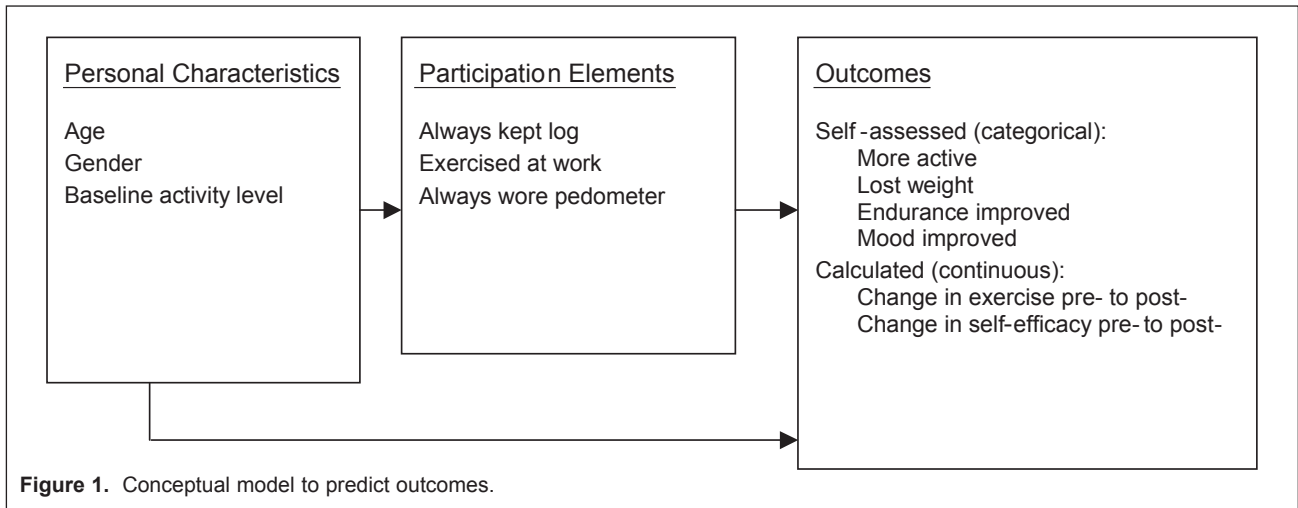 Personal Characteristics
Age
Gender
Baseline activity level
Participation Elements
Always kept log
Exercised at work
Always wore pedometer
Outcomes
Self-assessed (categorical):
More active
Lost weight
Endurance improved
Mood improved
Calculated (continuous):
Change in exercise pre- to post-
Change in self-efficacy pre- to post-
Figure 1. Conceptual model to predict outcomes.